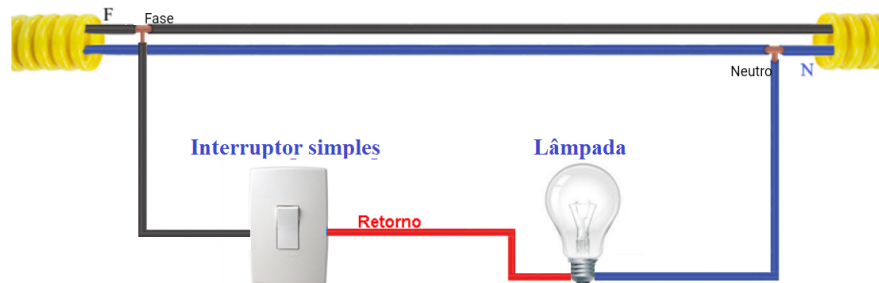 F
Fase
Neutro
N
Interruptor simples
Lâmpada
Retorno